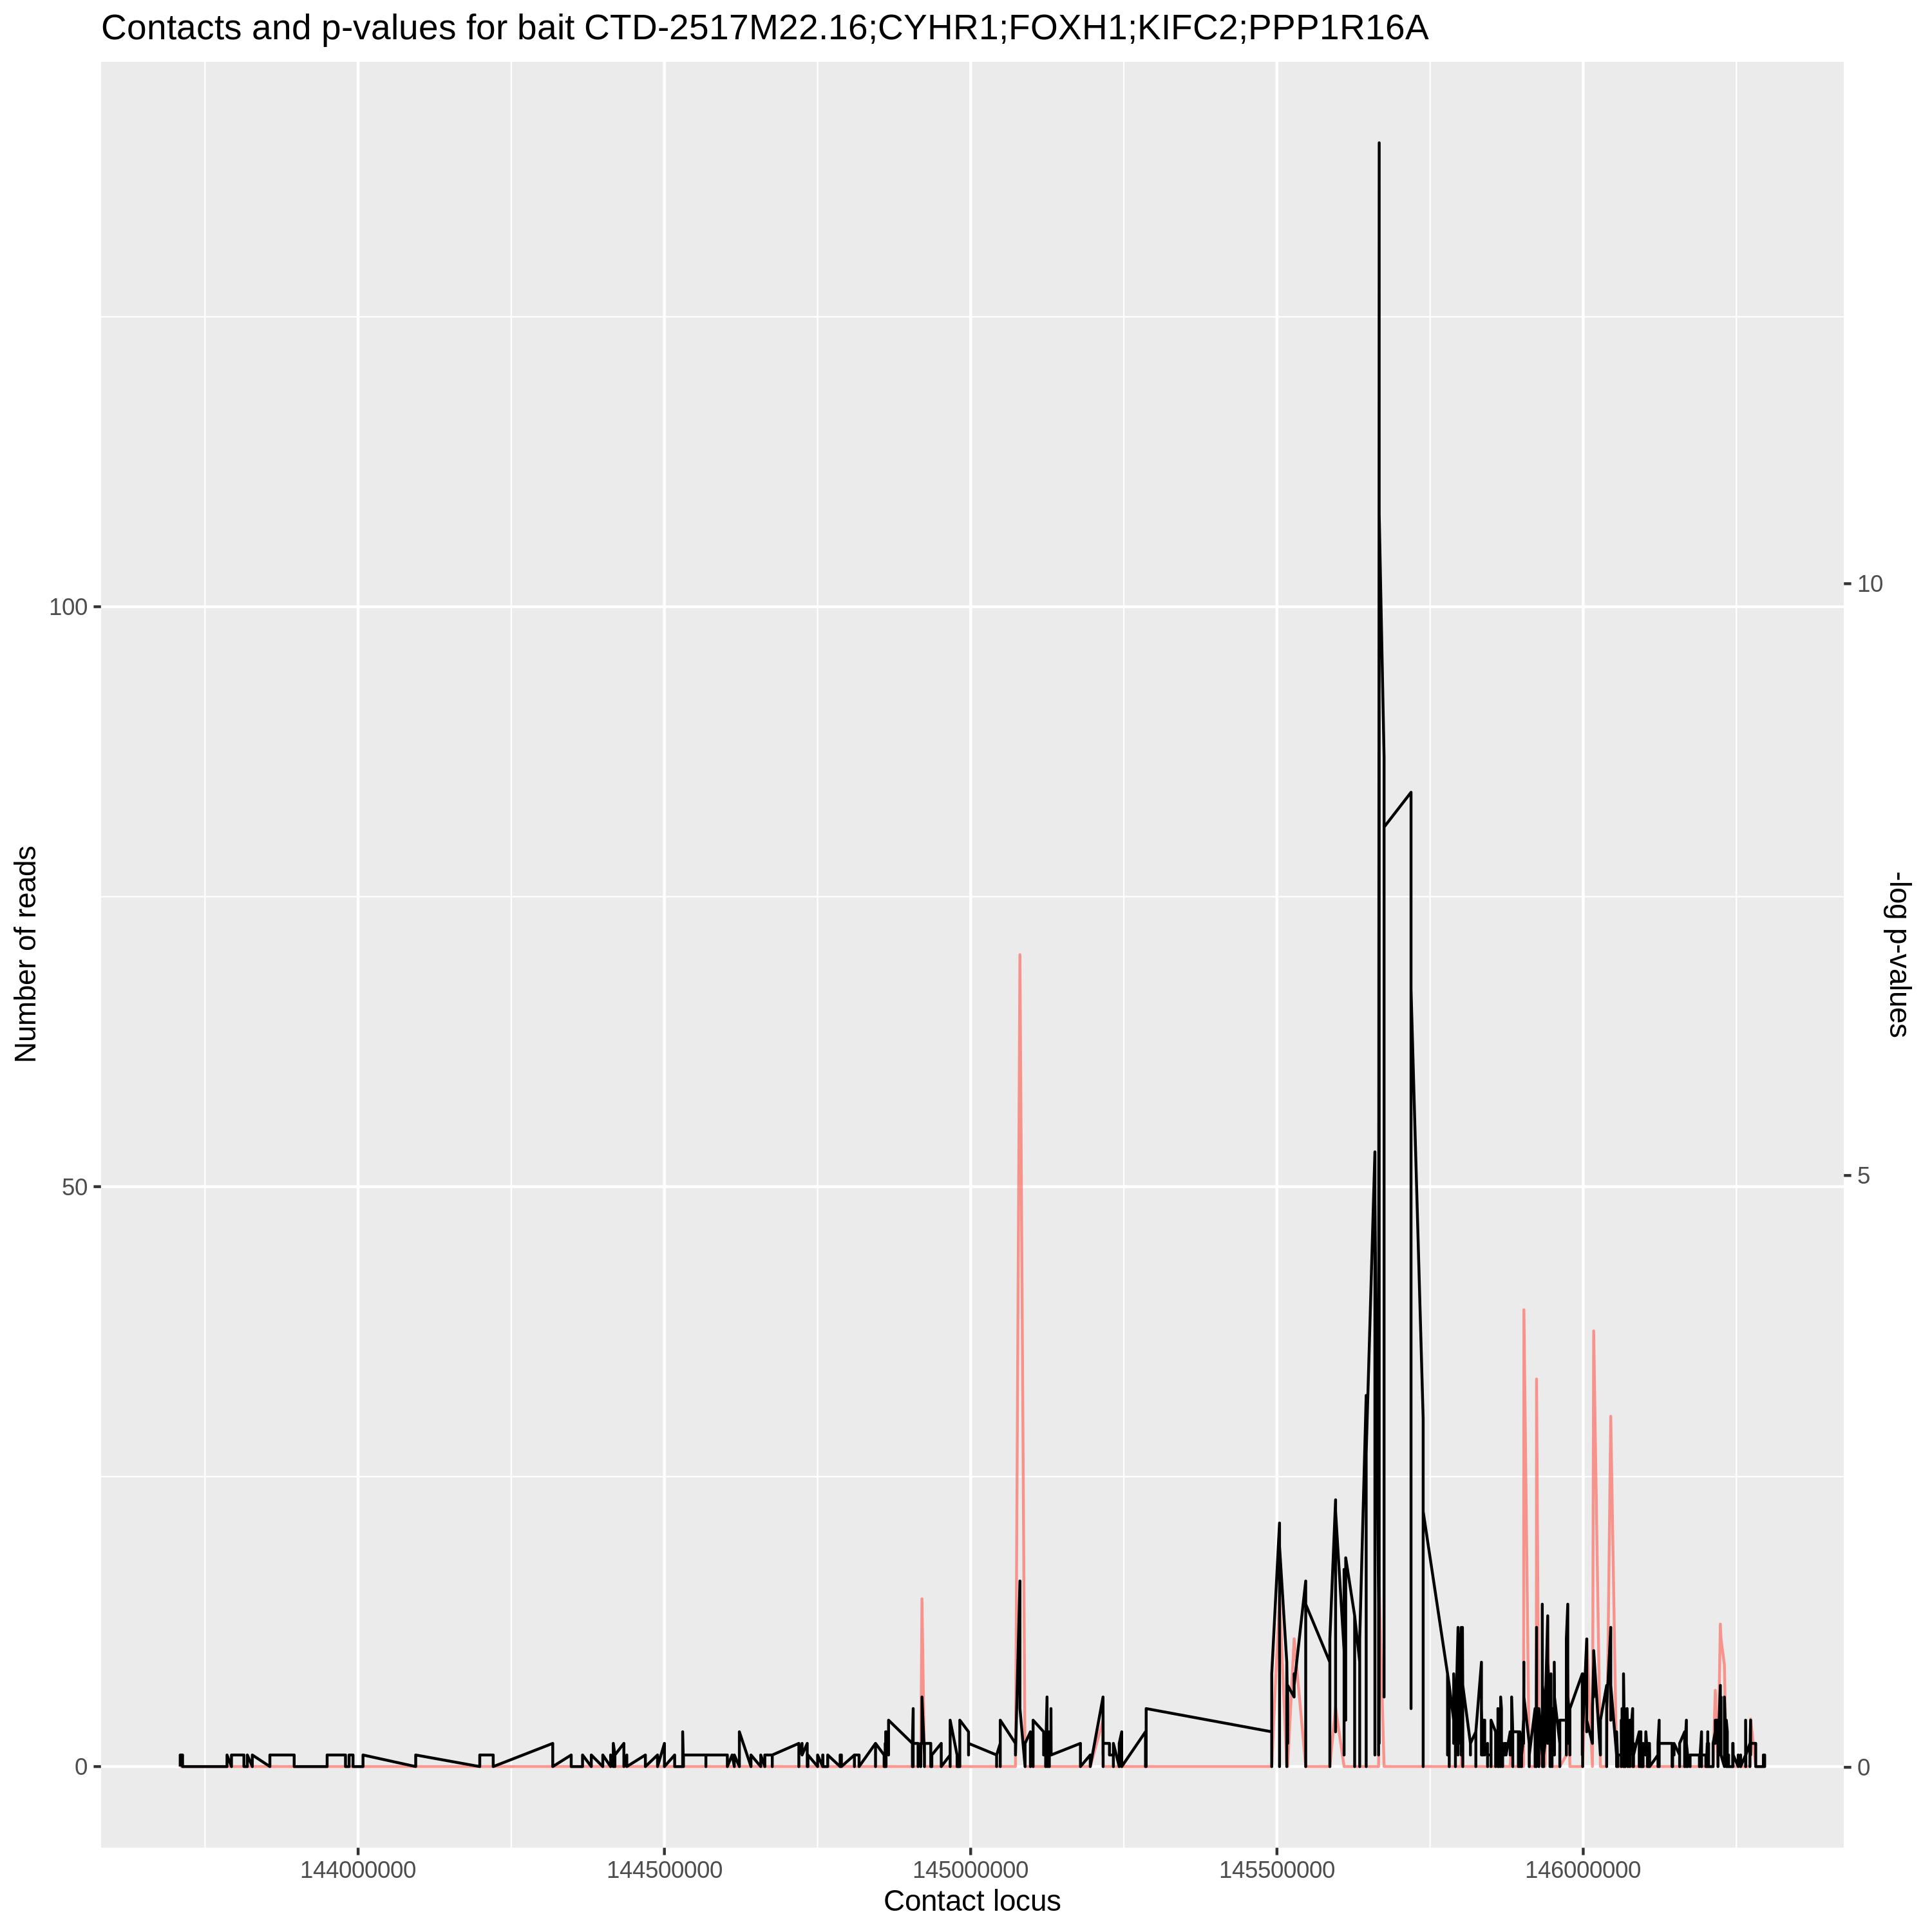 Contacts and p-values for bait CTD-2517M22.16;CYHR1;FOXH1;KIFC2;PPP1R16A
Number of reads
100
50
0
10
5
0
-log p-values
144000000
144500000
145000000
145500000
146000000
Contact locus